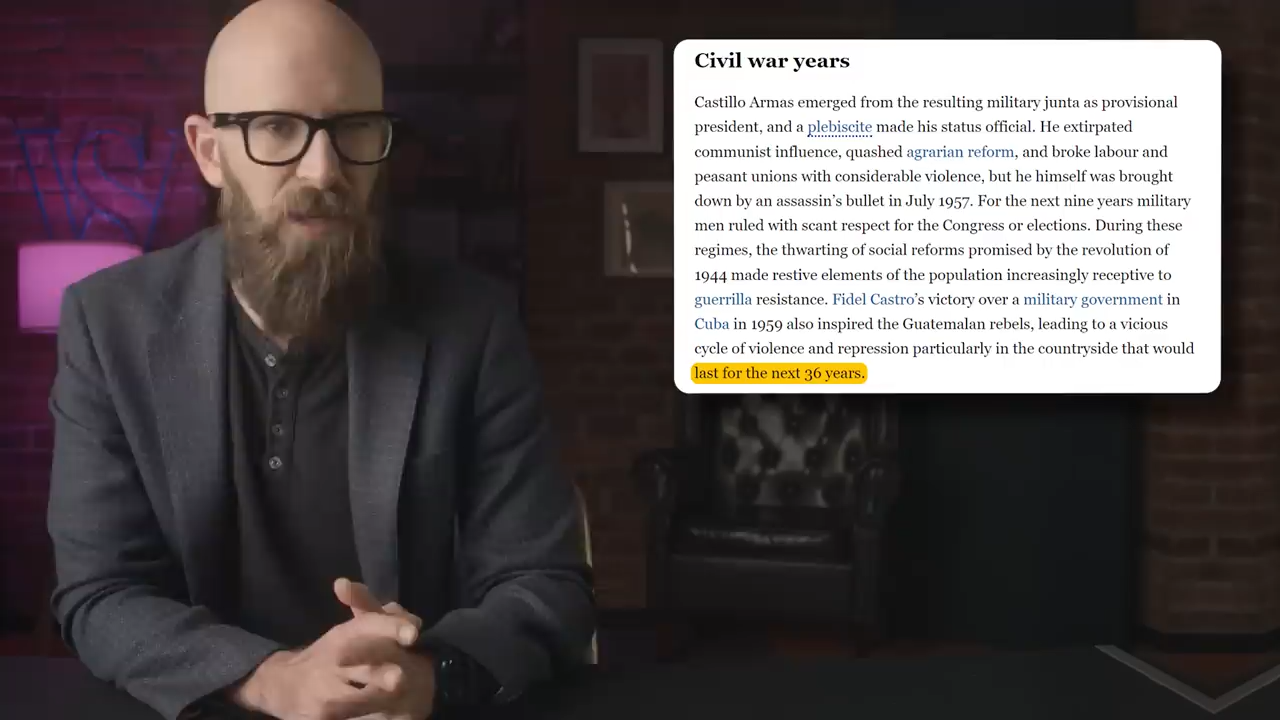 Civil war years
Castillo Armas emerged from the resulting military junta as provisional
president, and a plebiscite made his status official. He extirpated
communist influence, quashed agrarian reform, and broke labour and
peasant unions with considerable violence, but he himself was brought
down by an assassin's bullet in July 1957. For the next nine years military
men ruled with scant respect for the Congress or elections. During these
regimes, the thwarting of social reforms promised by the revolution of
1944 made restive elements of the population increasingly receptive to
guerrilla resistance. Fidel Castro's victory over a military government in
Cuba in 1959 also inspired the Guatemalan rebels, leading to a vicious
cycle of violence and repression particularly in the countryside that would
last for the next 36 years.